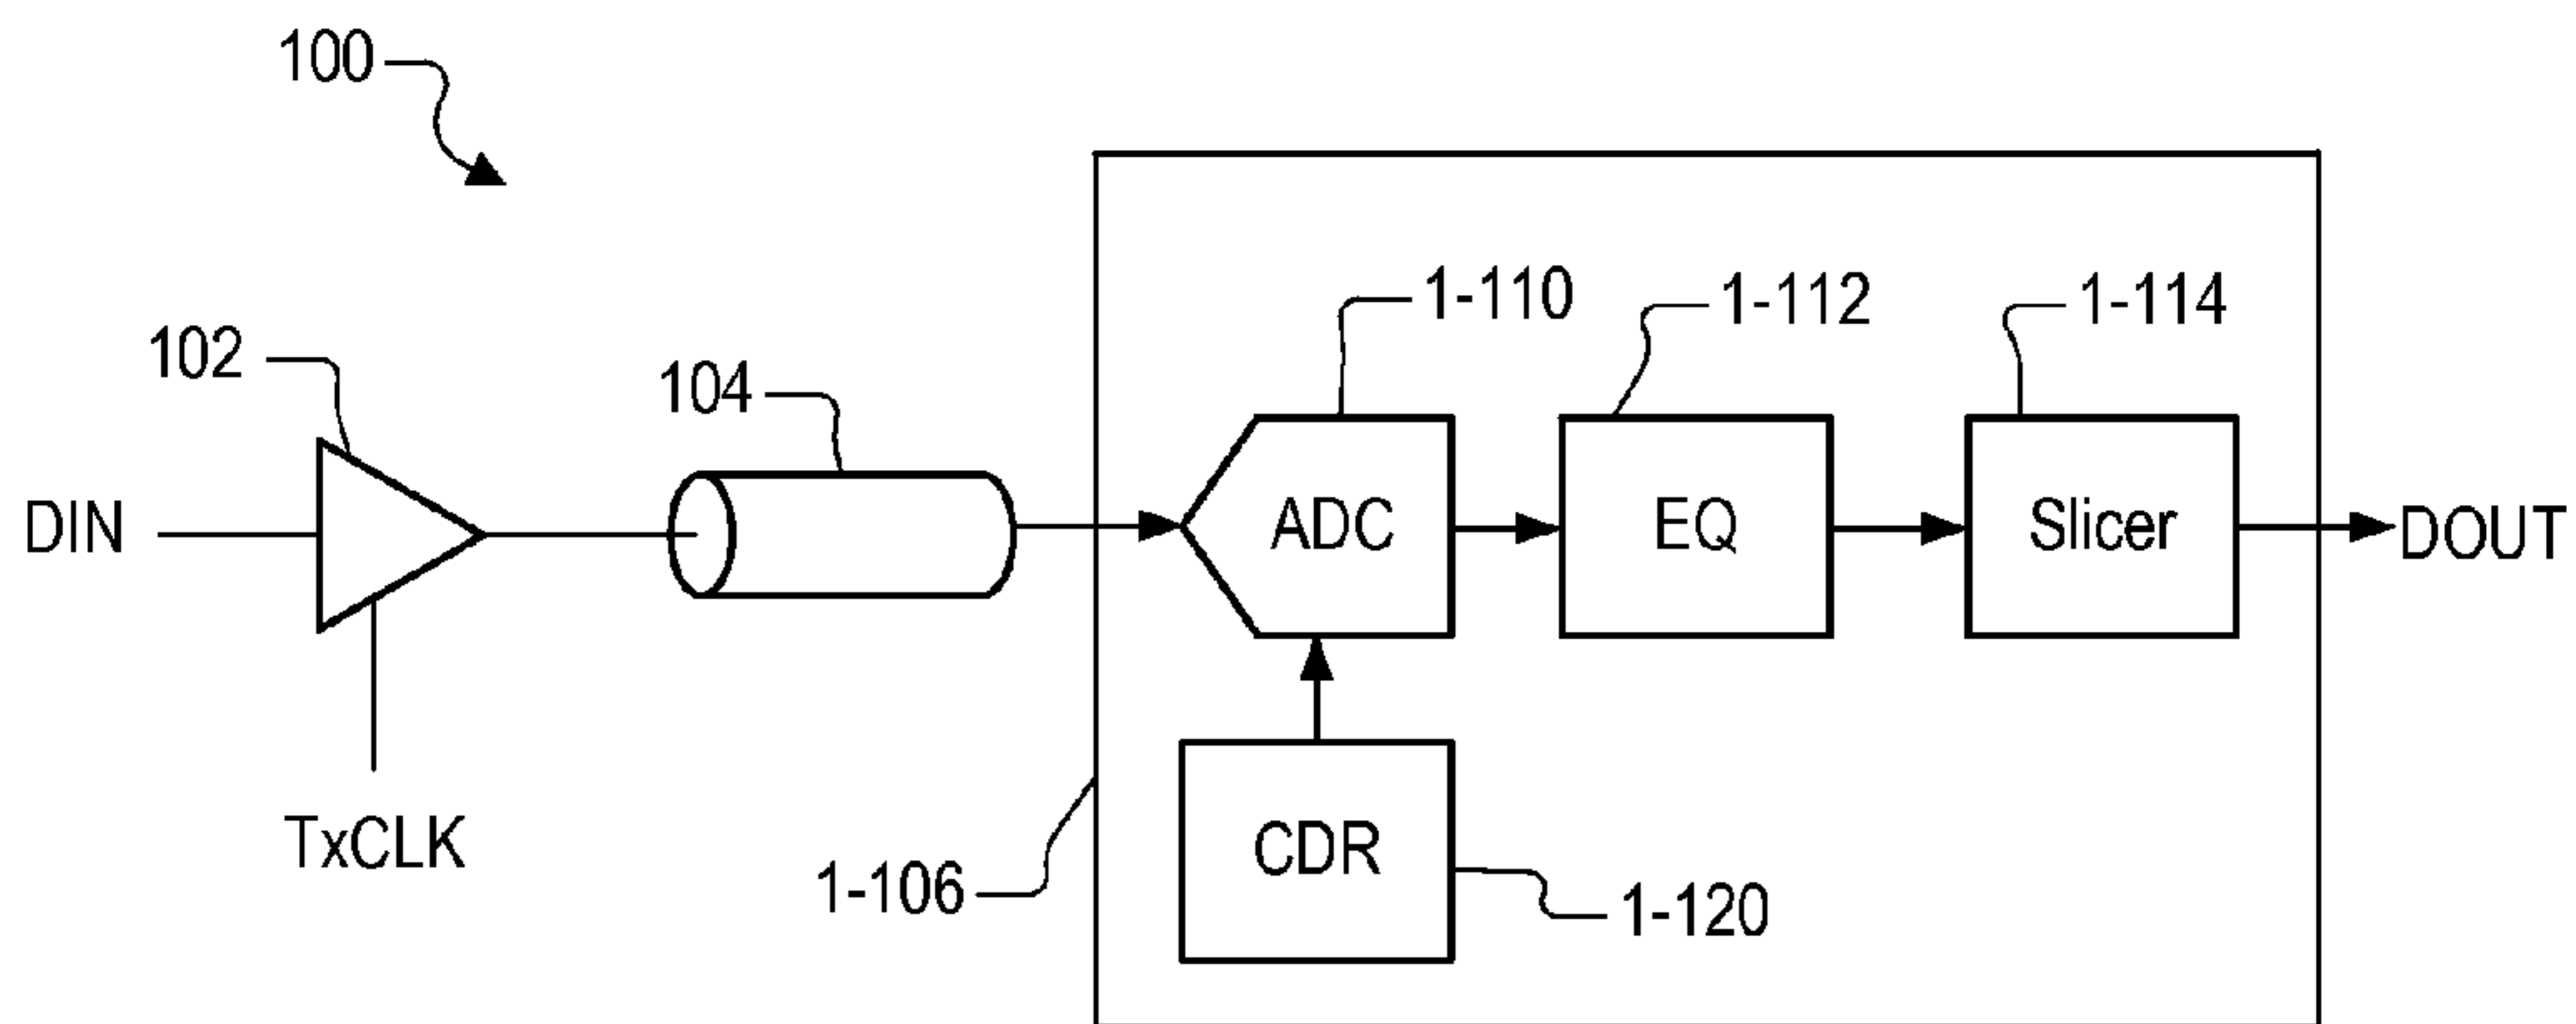 100
102
104
1-110
1-112
1-114
DIN
ADC
EQ
Slicer
DOUT
TxCLK
CDR
1-106
1-120